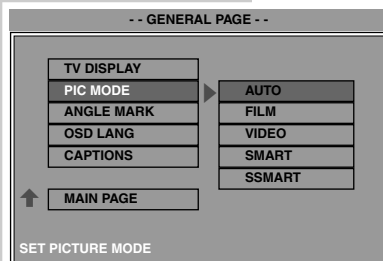 - - GENERAL PAGE - -
TV DISPLAY
PIC MODE
ANGLE MARK
OSD LANG
CAPTIONS
MAIN PAGE
AUTO
FILM
VIDEO
SMART
SSMART
SET PICTURE MODE